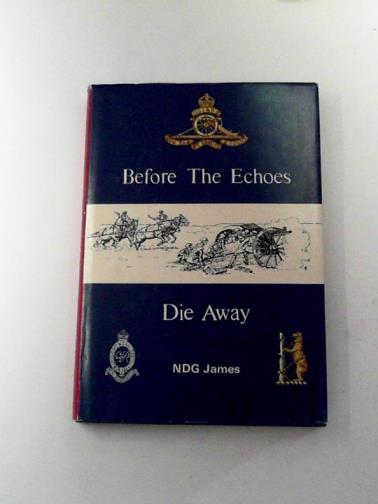 Before The Echoes
Die Away
NDG James